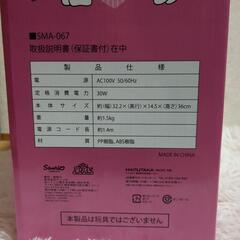 ■SMA-067
取扱説明書(保証書付)在中
製品仕様
電源 AC100V 50/60Hz
定格消費電力 30W
本体サイズ 約(幅)32.2×(奥行)×14.5×(高さ)36cm
重量 約1.5kg
電源コード長 約1.4m
材質 PP樹脂、ABS樹脂
MADE IN CHINA
Sanrio
本製品は玩具ではございません